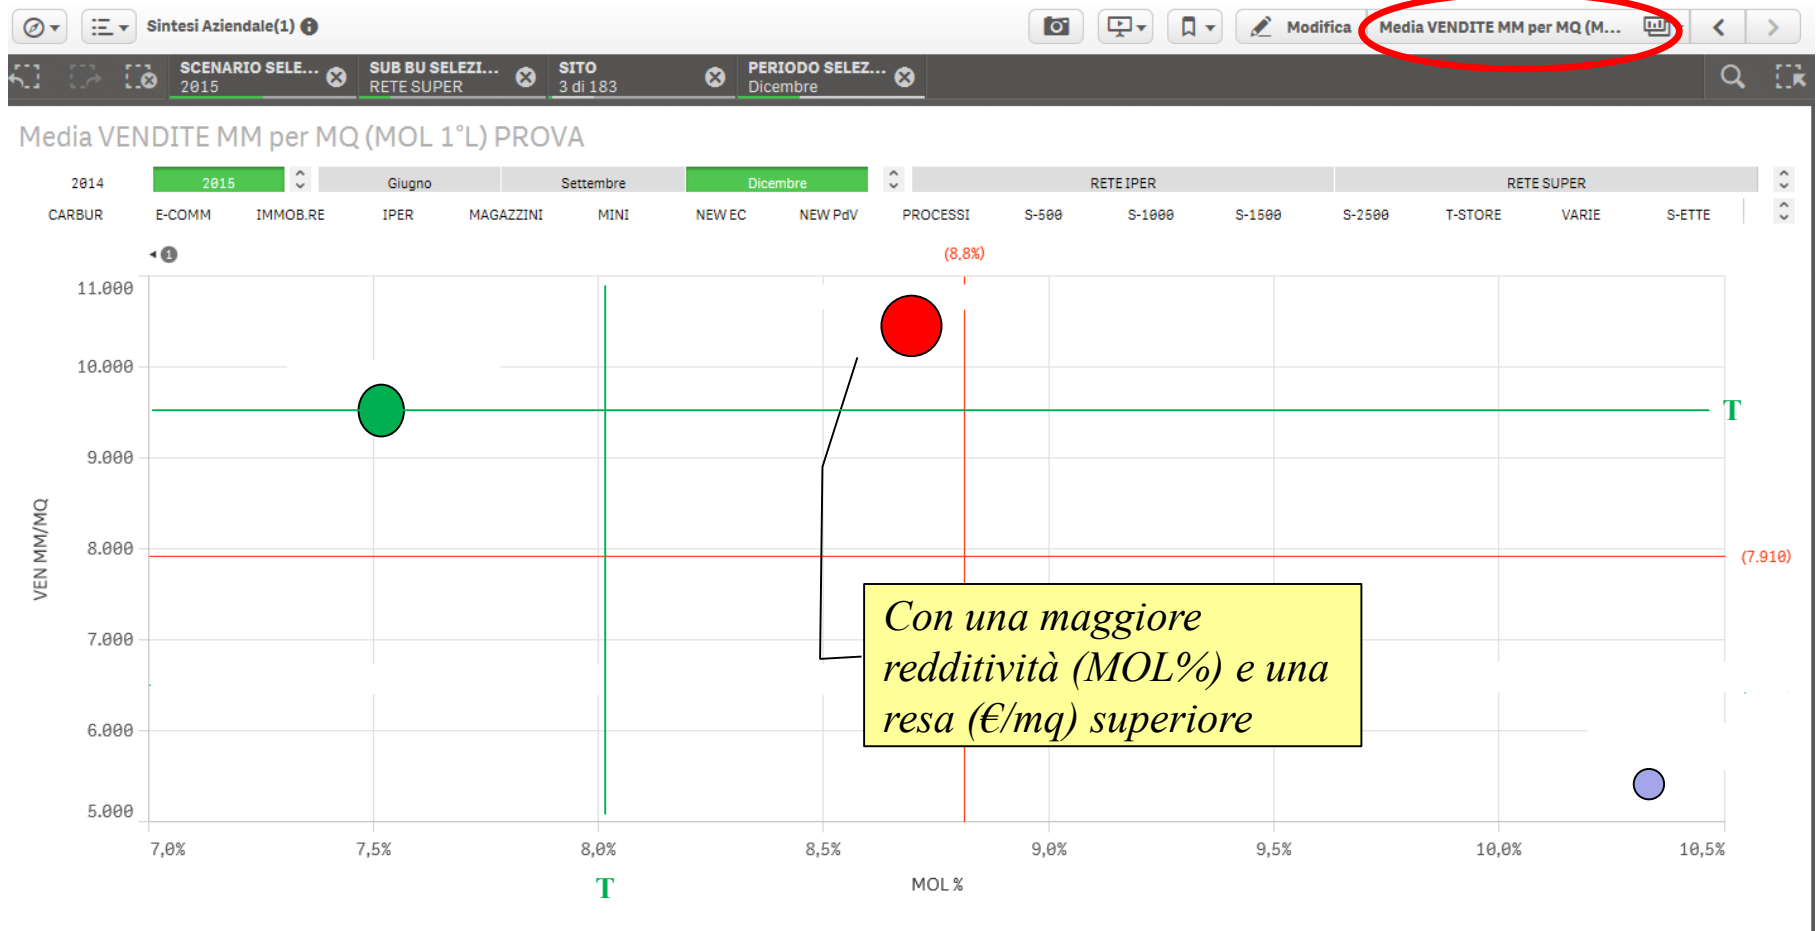 Sintesi Aziendale(1)
Modifica
Media VENDITE MM per MQ (M...
SCENARIO SELE...
2015
SUB BU SELEZI...
RETE SUPER
SITO
3 di 183
PERIODO SELEZ...
Dicembre
Media VENDITE MM per MQ (MOL 1°L) PROVA
2014 2015 Giugno Settembre Dicembre RETE IPER RETE SUPER
CARBUR E-COMM IMMOB.RE IPER MAGAZZINI MINI NEW EC NEW PdV PROCESSI S-500 S-1000 S-1500 S-2500 T-STORE VARIE S-ETTE
1
(8,8%)
11.000
10.000
T
9.000
VEN MM/MQ
8.000
(7.910)
Con una maggiore
redditività (MOL%) e una
resa (€/mq) superiore
7.000
6.000
5.000
7,0% 7,5% 8,0% 8,5% 9,0% 9,5% 10,0% 10,5%
T
MOL %